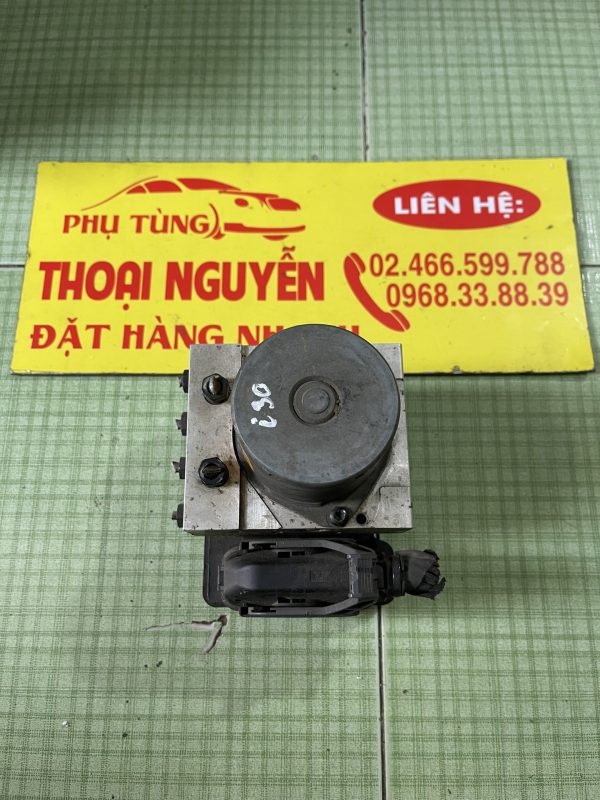 PHỤ TÙNG
LIÊN HỆ:
THOẠI NGUYỄN
02.466.599.788
0968.33.88.39
ĐẶT HÀNG
i30